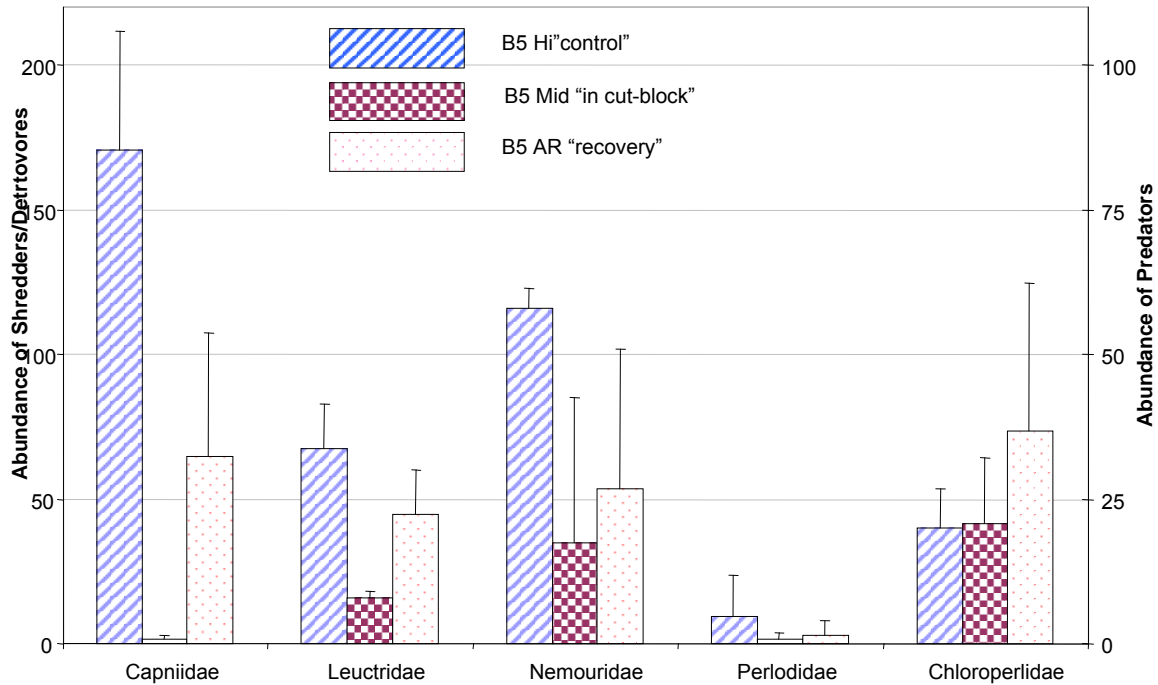 B5 Hi"control"
B5 Mid “in cut-block”
B5 AR “recovery”
Abundance of Shredders/Detrtovores
200
150
100
50
0
Abundance of Predators
100
75
50
25
0
Capniidae
Leuctridae
Nemouridae
Perlodidae
Chloroperlidae